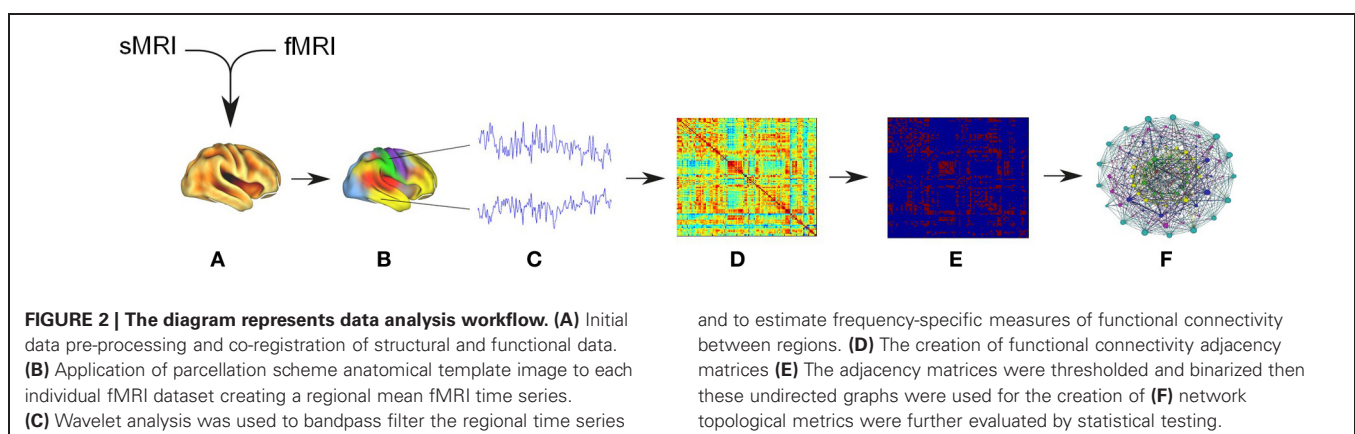 sMRI fMRI
A B C D E F
FIGURE 2 | The diagram represents data analysis workflow. (A) Initial
data pre-processing and co-registration of structural and functional data.
(B) Application of parcellation scheme anatomical template image to each
individual fMRI dataset creating a regional mean fMRI time series.
(C) Wavelet analysis was used to bandpass filter the regional time series
and to estimate frequency-specific measures of functional connectivity
between regions. (D) The creation of functional connectivity adjacency
matrices (E) The adjacency matrices were thresholded and binarized then
these undirected graphs were used for the creation of (F) network
topological metrics were further evaluated by statistical testing.